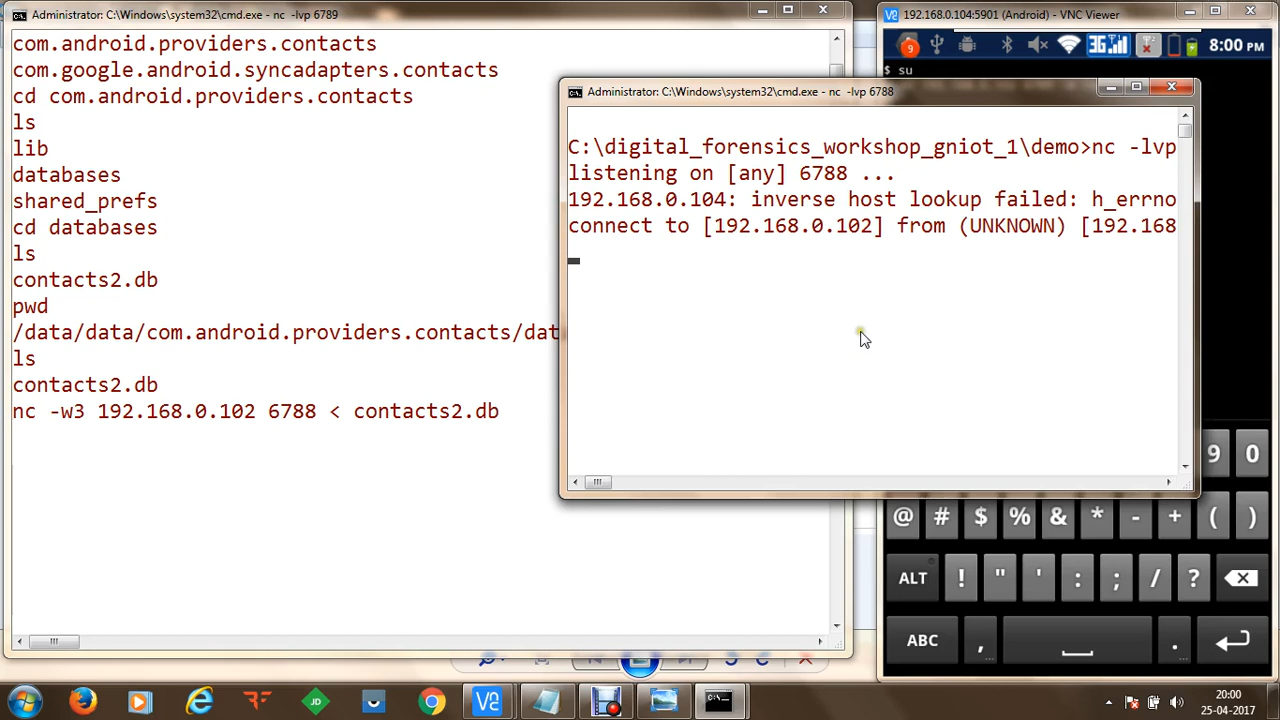 Administrator: C:\Windows\system32\cmd.exe - nc -lvp 6789
com.android.providers.contacts
com.google.android.syncadapters.contacts
cd com.android.providers.contacts
ls
lib
databases
shared_prefs
cd databases
ls
contacts2.db
pwd
/data/data/com.android.providers.contacts/dat
ls
contacts2.db
nc -w3 192.168.0.102 6788 < contacts2.db
Administrator: C:\Windows\system32\cmd.exe - nc -lvp 6788
C:\digital_forensics_workshop_gniot_1\demo>nc -lvp
listening on [any] 6788 ...
192.168.0.104: inverse host lookup failed: h_errno
connect to [192.168.0.102] from (UNKNOWN) [192.168
192.168.0.104:5901 (Android) - VNC Viewer
9 3G 8:00 PM
$ su
9 0
@ # $ % & * - + ( )
ALT ! " ' : ; / ?
ABC , .
JD
20:00
25-04-2017